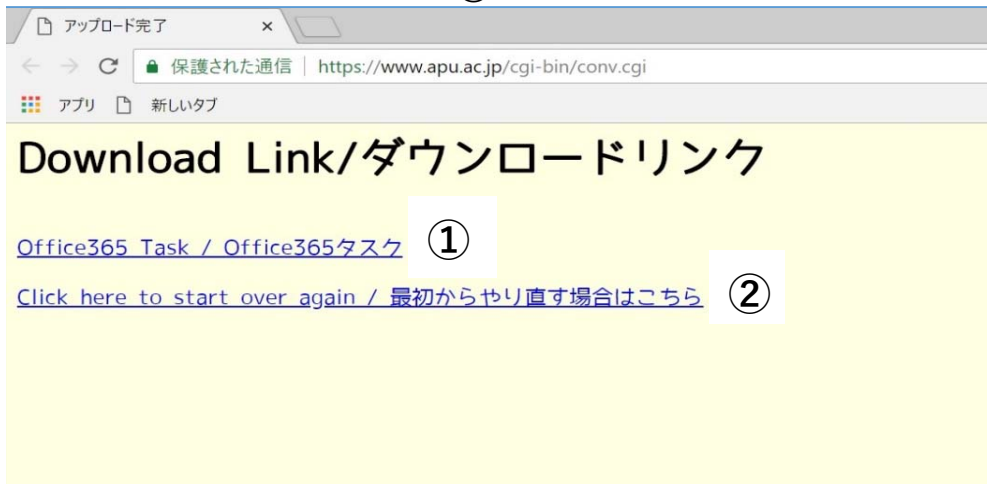 アップロード完了 ×
保護された通信 | https://www.apu.ac.jp/cgi-bin/conv.cgi
アプリ 新しいタブ
Download Link/ダウンロードリンク
Office365 Task / Office365タスク ①
Click here to start over again / 最初からやり直す場合はこちら ②